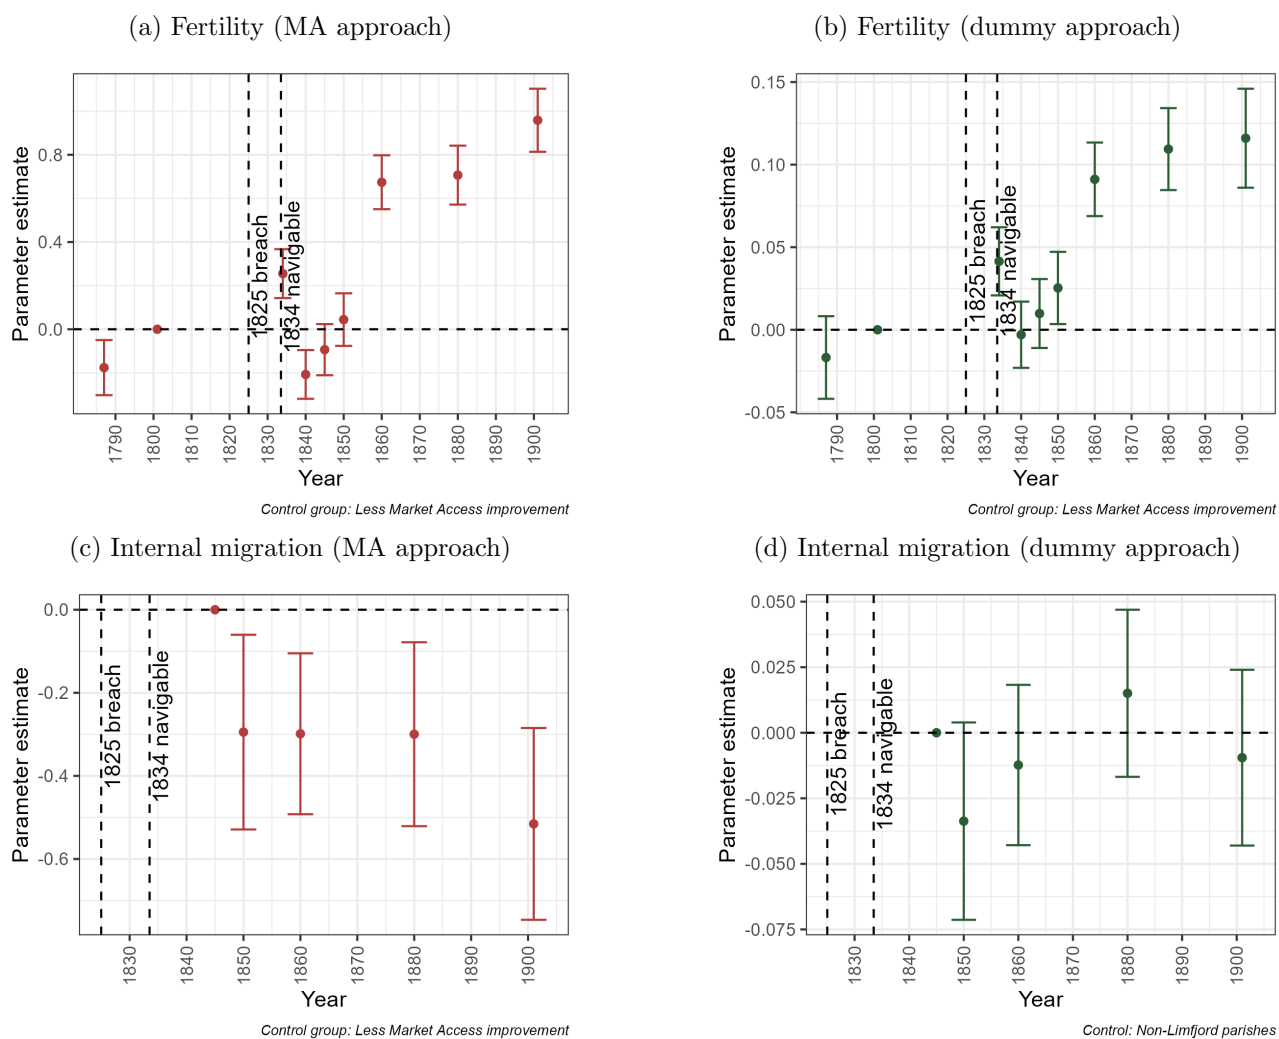 (a) Fertility (MA approach)
Parameter estimate
0.8
0.4
0.0
1825 breach
1834 navigable
1790 1800 1810 1820 1830 1840 1850 1860 1870 1880 1890 1900
Year
Control group: Less Market Access improvement
(b) Fertility (dummy approach)
Parameter estimate
0.15
0.10
0.05
0.00
-0.05
1825 breach
1834 navigable
1790 1800 1810 1820 1830 1840 1850 1860 1870 1880 1890 1900
Year
Control group: Less Market Access improvement
(c) Internal migration (MA approach)
Parameter estimate
0.0
-0.2
-0.4
-0.6
1825 breach
1834 navigable
1830 1840 1850 1860 1870 1880 1890 1900
Year
Control group: Less Market Access improvement
(d) Internal migration (dummy approach)
Parameter estimate
0.050
0.025
0.000
-0.025
-0.050
-0.075
1825 breach
1834 navigable
1830 1840 1850 1860 1870 1880 1890 1900
Year
Control: Non-Limfjord parishes